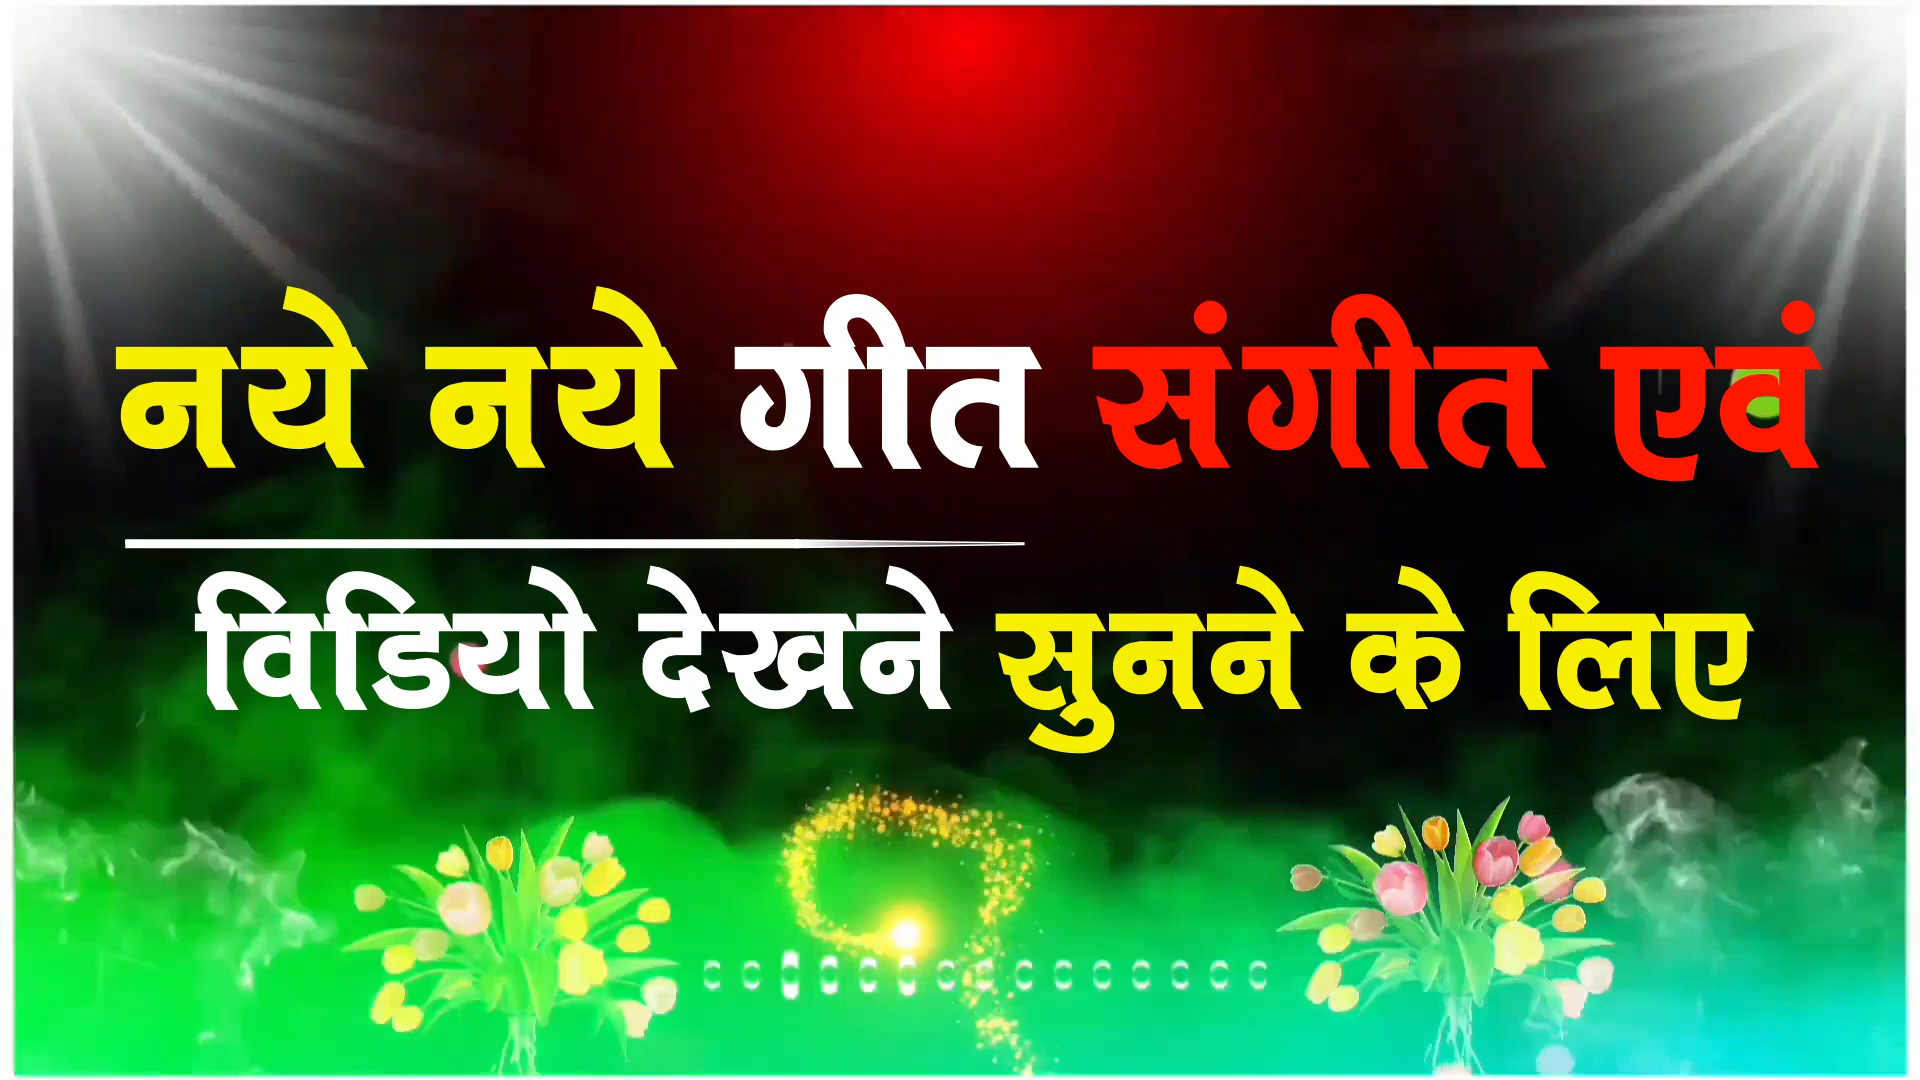 नये नये गीत संगीत एवं
विडियो देखने सुनने के लिए